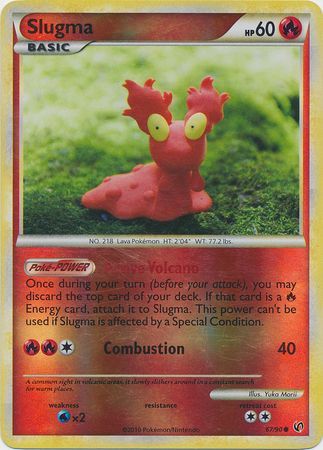 Slugma
HP 60
BASIC
NO. 218 Lava Pokémon HT: 2'04" WT: 77.2 lbs.
Poké-POWER Active Volcano
Once during your turn (before your attack), you
may discard the top card of your deck. If that card is a
Energy card, attach it to Slugma. This power can't be
used if Slugma is affected by a Special Condition.
Combustion 40
A common sight in volcanic areas, it slowly slithers around in a constant search
for warm places.
Illus. Yuka Morii
weakness resistance retreat cost
×2
67/90
©2010 Pokémon/Nintendo